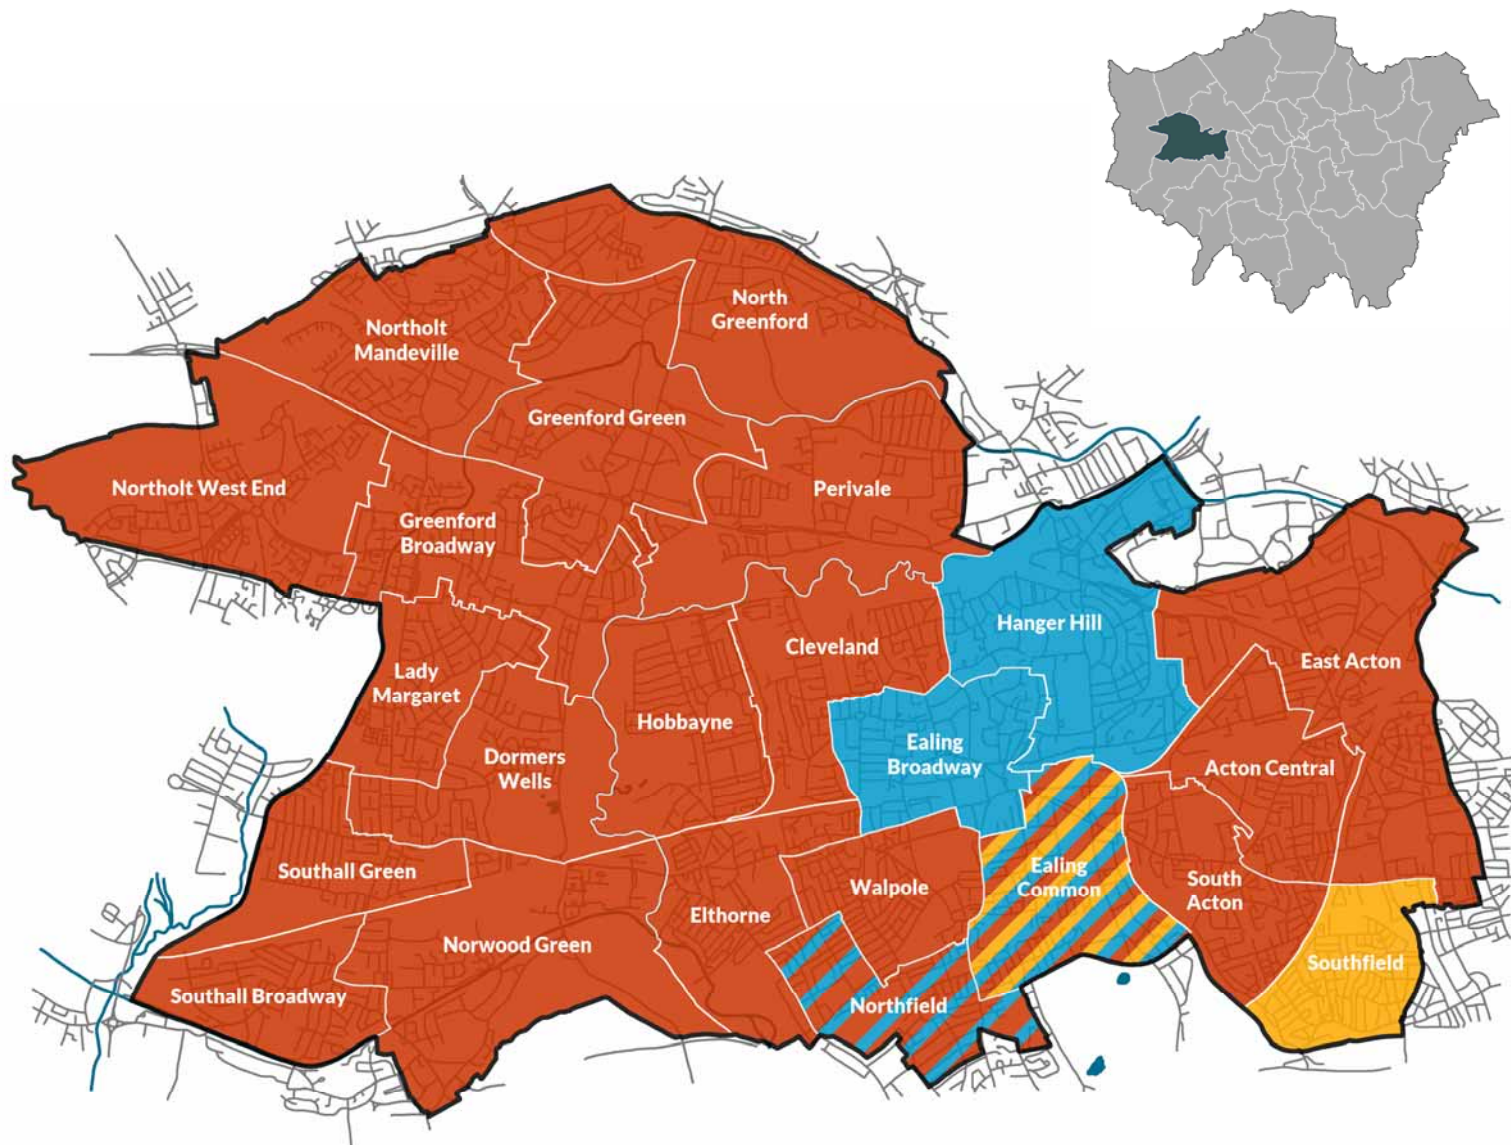 North
Greenford
Northolt
Mandeville
Greenford Green
Northolt West End
Perivale
Greenford
Broadway
Hanger Hill
Cleveland
East Acton
Lady
Margaret
Hobbayne
Ealing
Broadway
Dormers
Wells
Acton Central
Southall Green
Ealing
Common
Walpole
South
Acton
Elthorne
Norwood Green
Southfield
Southall Broadway
Northfield